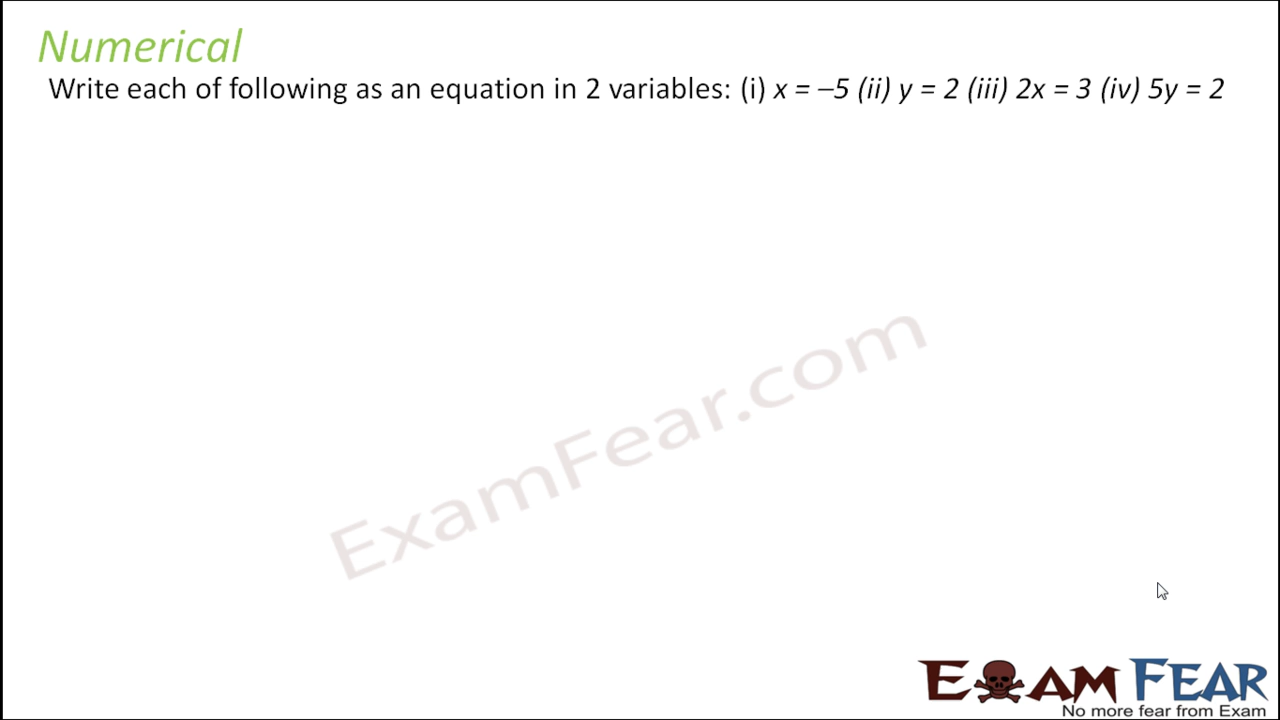 Numerical
Write each of following as an equation in 2 variables: (i) x = –5 (ii) y = 2 (iii) 2x = 3 (iv) 5y = 2
ExamFear.com
EXAM FEAR
No more fear from Exam